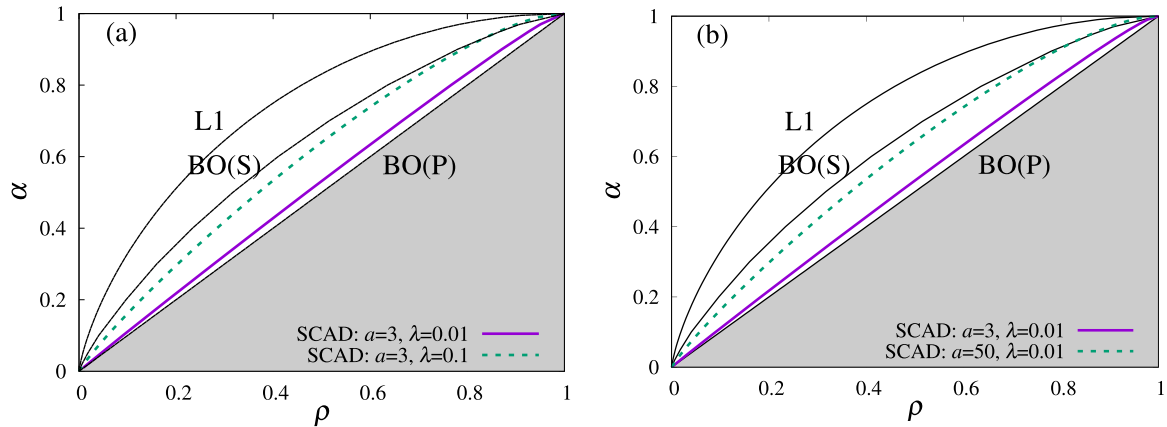 (a)
1
0.8
0.6
0.4
0.2
0
α
L1
BO(S)
BO(P)
SCAD: a=3, λ=0.01
SCAD: a=3, λ=0.1
0 0.2 0.4 0.6 0.8 1
ρ
(b)
1
0.8
0.6
0.4
0.2
0
α
L1
BO(S)
BO(P)
SCAD: a=3, λ=0.01
SCAD: a=50, λ=0.01
0 0.2 0.4 0.6 0.8 1
ρ